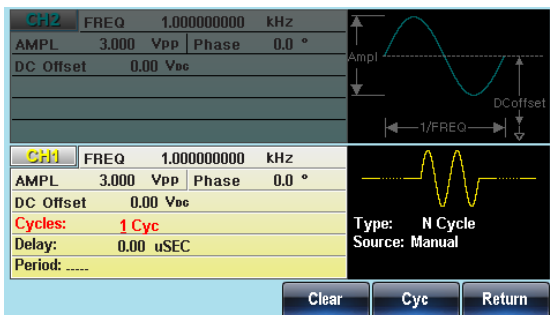 CH2 FREQ 1.000000000 kHz
AMPL 3.000 Vpp Phase 0.0 °
DC Offset 0.00 VDC
Ampl
DCoffset
1/FREQ
CH1 FREQ 1.000000000 kHz
AMPL 3.000 Vpp Phase 0.0 °
DC Offset 0.00 VDC
Cycles: 1 Cyc
Delay: 0.00 uSEC
Period: .....
Type: N Cycle
Source: Manual
Clear Cyc Return